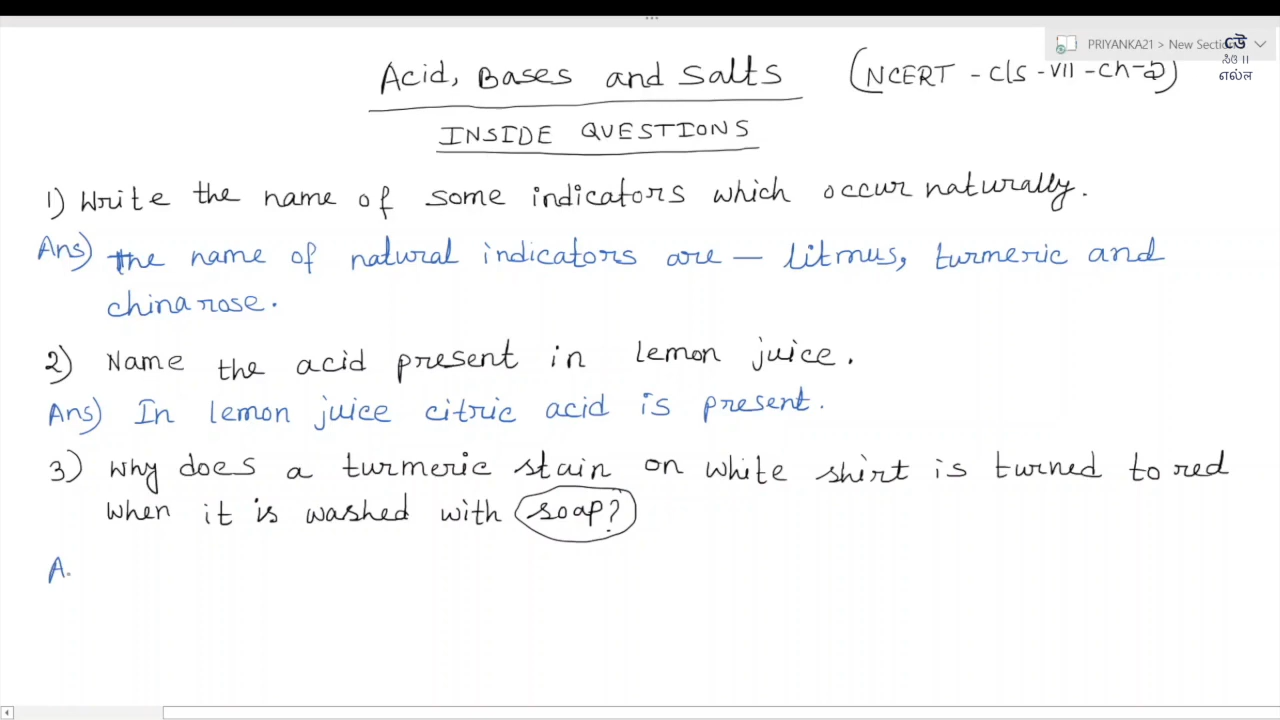 PRIYANKA21 > New Section
Acid, Bases and Salts (NCERT - cls - VII - Ch-2)
INSIDE QUESTIONS
1) Write the name of some indicators which occur naturally.
Ans) The name of natural indicators are — litmus, turmeric and
china rose.
2) Name the acid present in lemon juice.
Ans) In lemon juice citric acid is present.
3) Why does a turmeric stain on white shirt is turned to red
when it is washed with soap?
A.